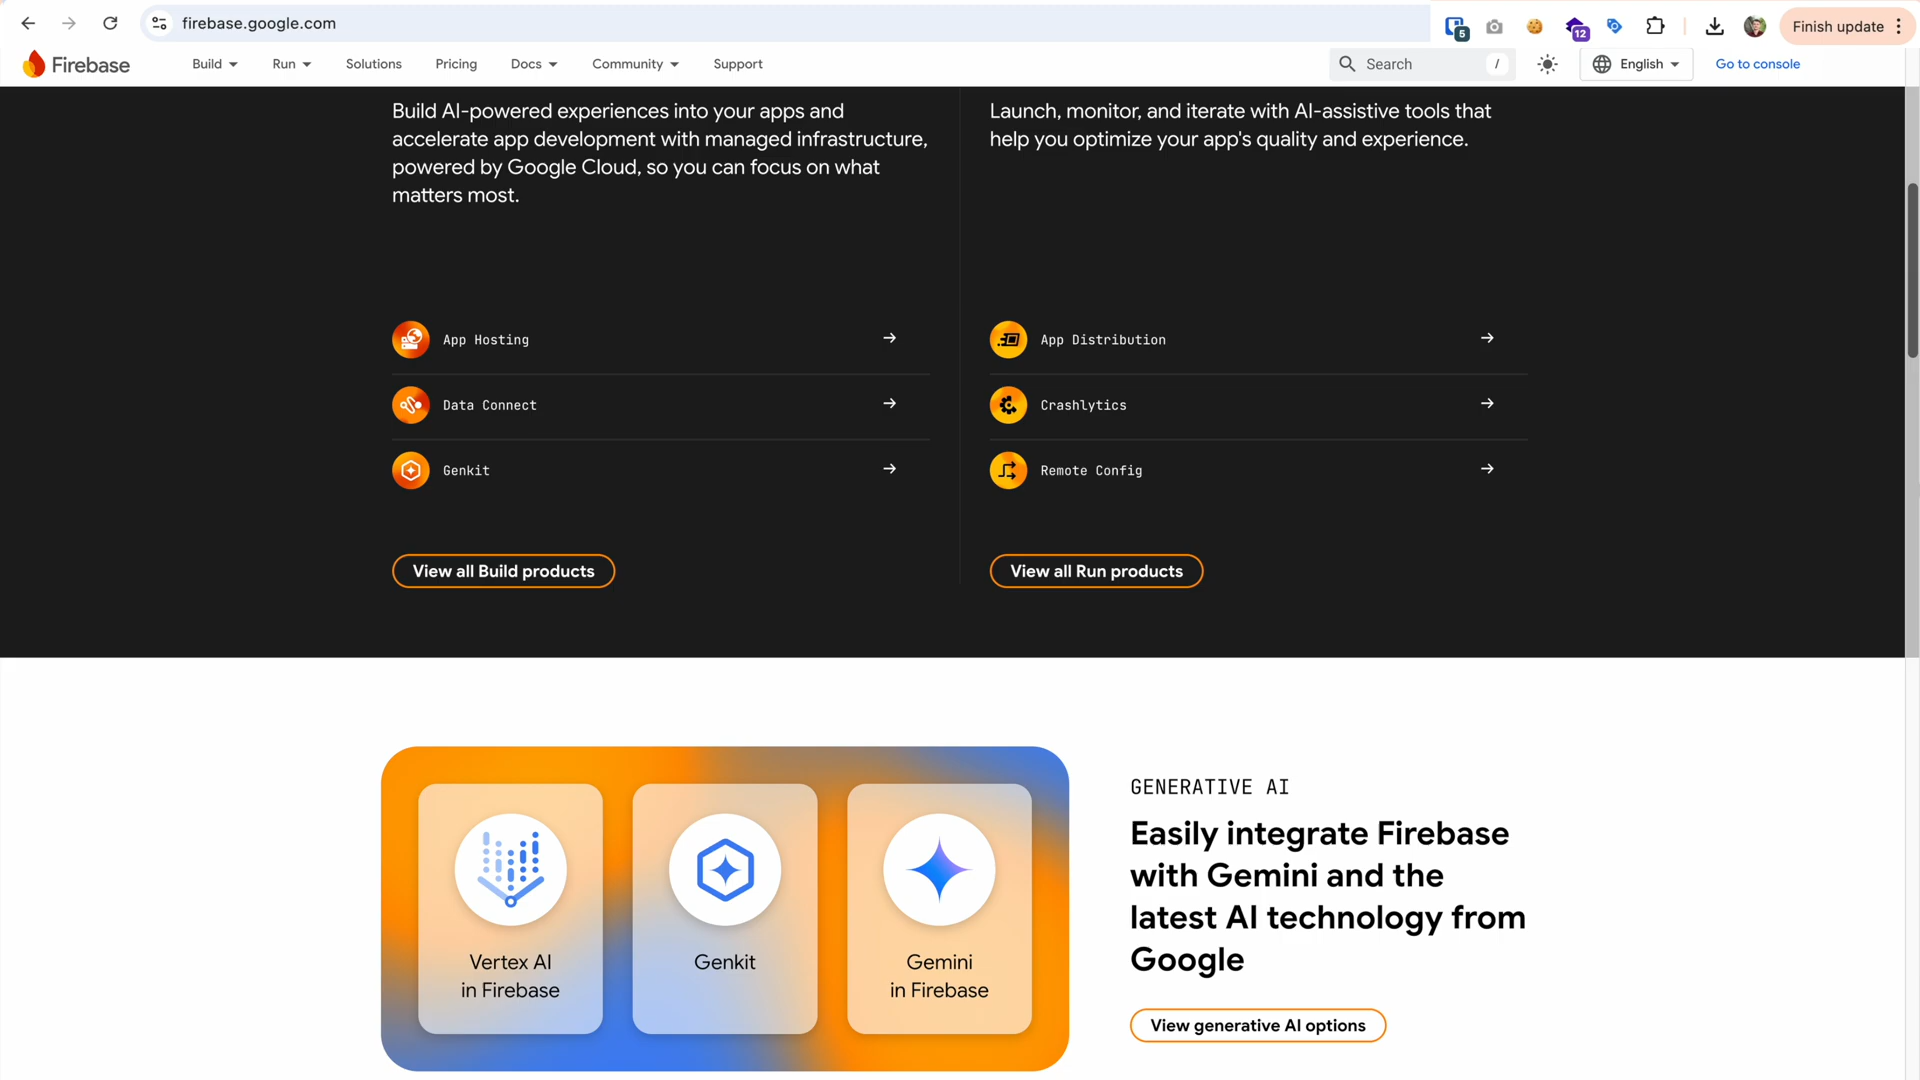 firebase.google.com
5
12
Finish update
Firebase
Build
Run
Solutions
Pricing
Docs
Community
Support
Search
/
English
Go to console
Build AI-powered experiences into your apps and
accelerate app development with managed infrastructure,
powered by Google Cloud, so you can focus on what
matters most.
App Hosting
Data Connect
Genkit
View all Build products
Launch, monitor, and iterate with AI-assistive tools that
help you optimize your app's quality and experience.
App Distribution
Crashlytics
Remote Config
View all Run products
Vertex AI
in Firebase
Genkit
Gemini
in Firebase
GENERATIVE AI
Easily integrate Firebase
with Gemini and the
latest AI technology from
Google
View generative AI options